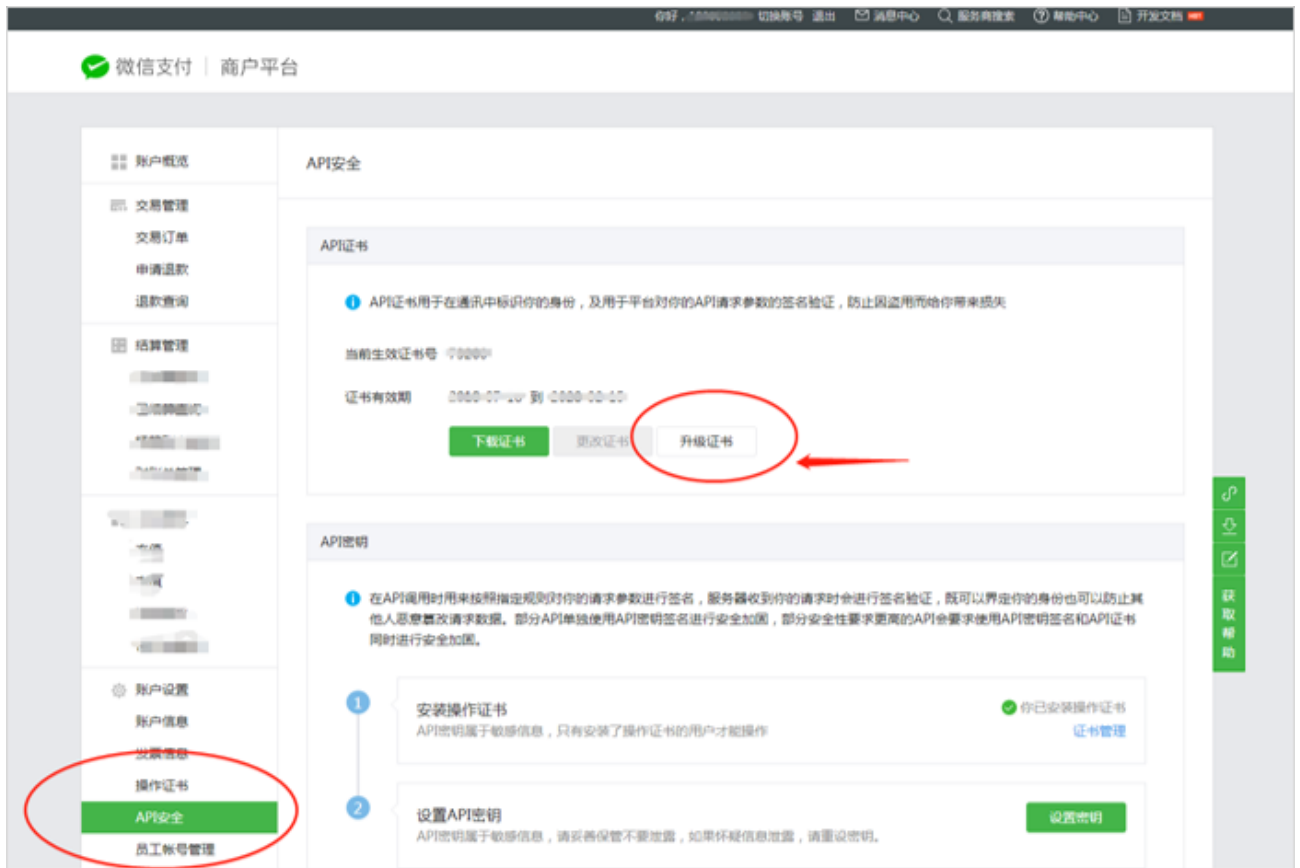 你好， 切换账号 退出 消息中心 服务商搜索 帮助中心 开发文档
微信支付 商户平台
账户概览
API安全
交易管理
交易订单
API证书
申请退款
退款查询
API证书用于在通讯中标识你的身份，及用于平台对你的API请求参数的签名验证，防止因盗用而给你带来损失
结算管理
当前生效证书号
证书有效期 到
下载证书 更改证书 升级证书
API密钥
在API调用时用来按照指定规则对你的请求参数进行签名，服务器收到你的请求时会进行签名验证，既可以界定你的身份也可以防止其
他人恶意篡改请求数据。部分API单独使用API密钥签名进行安全加固，部分安全性要求更高的API会要求使用API密钥签名和API证书
同时进行安全加固。
获取帮助
账户设置
账户信息
发票信息
操作证书
API安全
员工帐号管理
1
安装操作证书
你已安装操作证书
API密钥属于敏感信息，只有安装了操作证书的用户才能操作
证书管理
2
设置API密钥
设置密钥
API密钥属于敏感信息，请妥善保管不要泄露，如果怀疑信息泄露，请重设密钥。